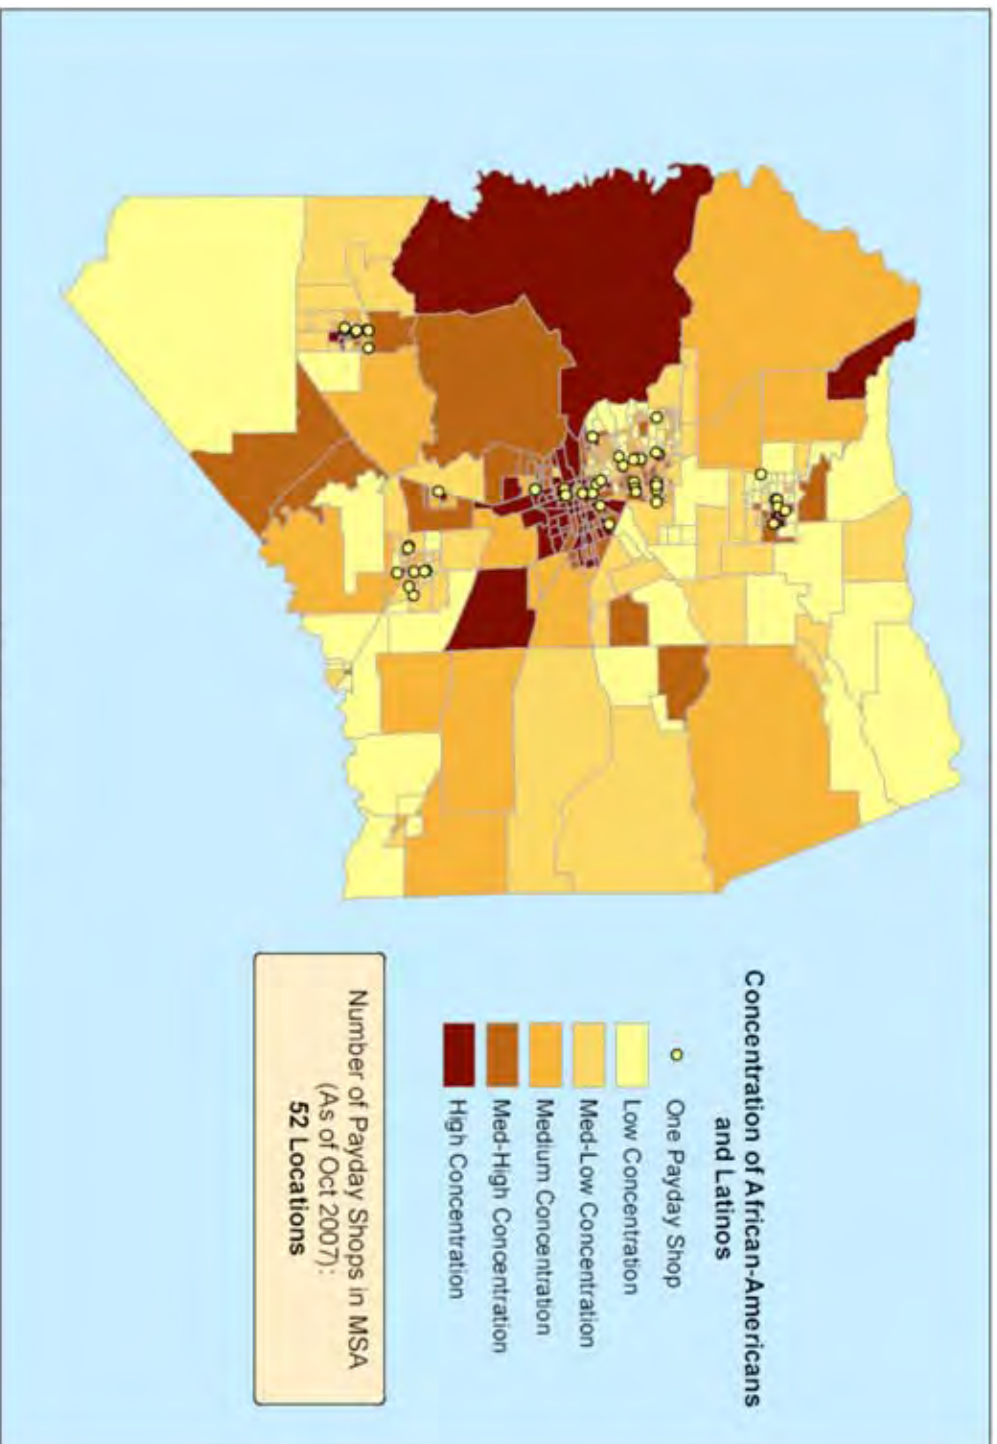 Concentration of African-Americans
and Latinos
One Payday Shop
Low Concentration
Med-Low Concentration
Medium Concentration
Med-High Concentration
High Concentration
Number of Payday Shops in MSA
(As of Oct 2007):
52 Locations